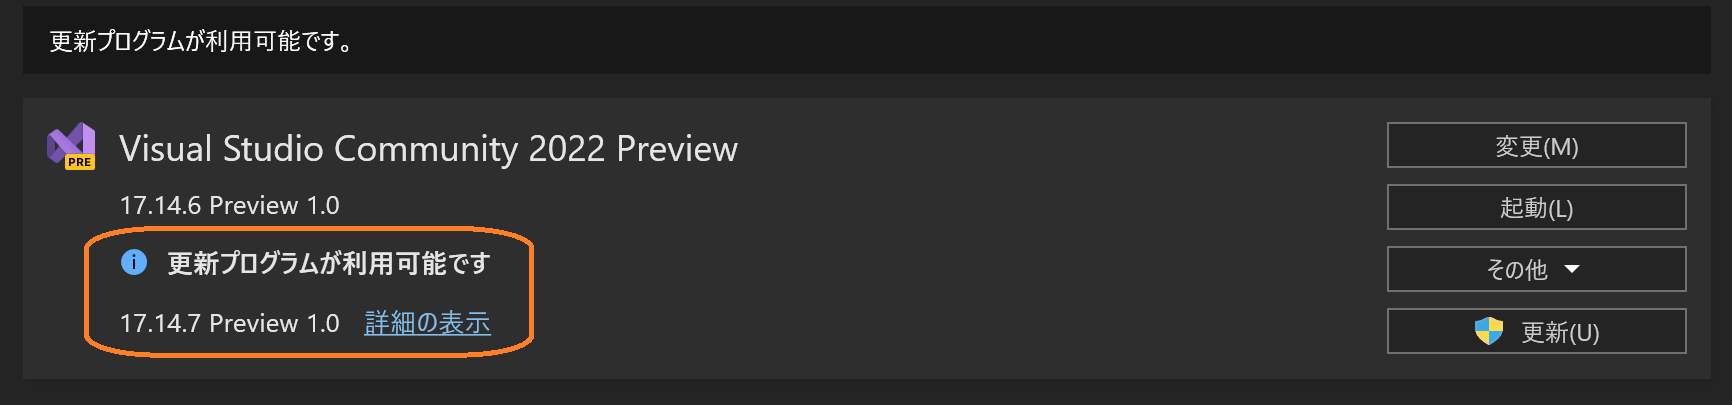 更新プログラムが利用可能です。
PRE
Visual Studio Community 2022 Preview
17.14.6 Preview 1.0
更新プログラムが利用可能です
17.14.7 Preview 1.0 詳細の表示
変更(M)
起動(L)
その他
更新(U)